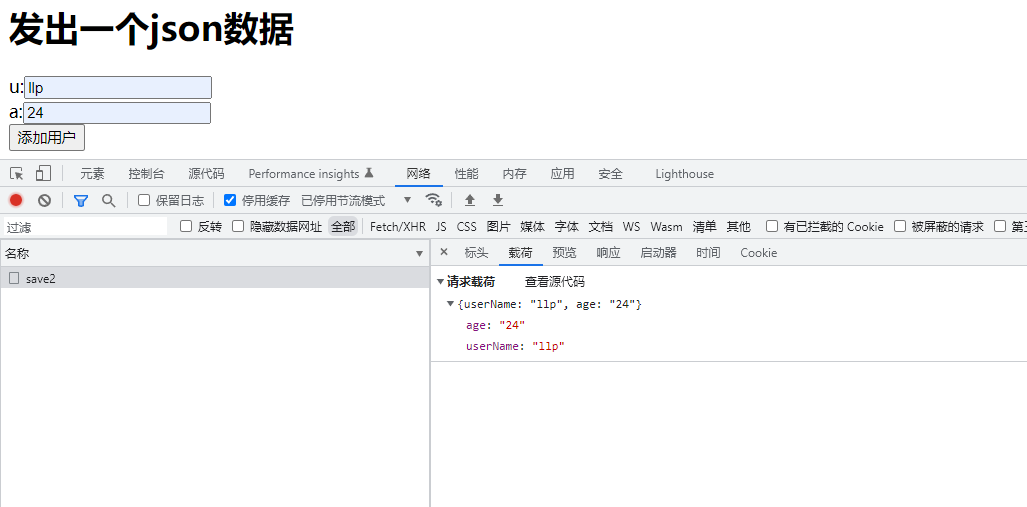 发出一个json数据
u:llp
a:24
添加用户
元素 控制台 源代码 Performance insights 网络 性能 内存 应用 安全 Lighthouse
保留日志 停用缓存 已停用节流模式
过滤 反转 隐藏数据网址 全部 Fetch/XHR JS CSS 图片 媒体 字体 文档 WS Wasm 清单 其他 有已拦截的 Cookie 被屏蔽的请求 第三
名称 × 标头 载荷 预览 响应 启动器 时间 Cookie
save2 请求载荷 查看源代码
{userName: "llp", age: "24"}
age: "24"
userName: "llp"